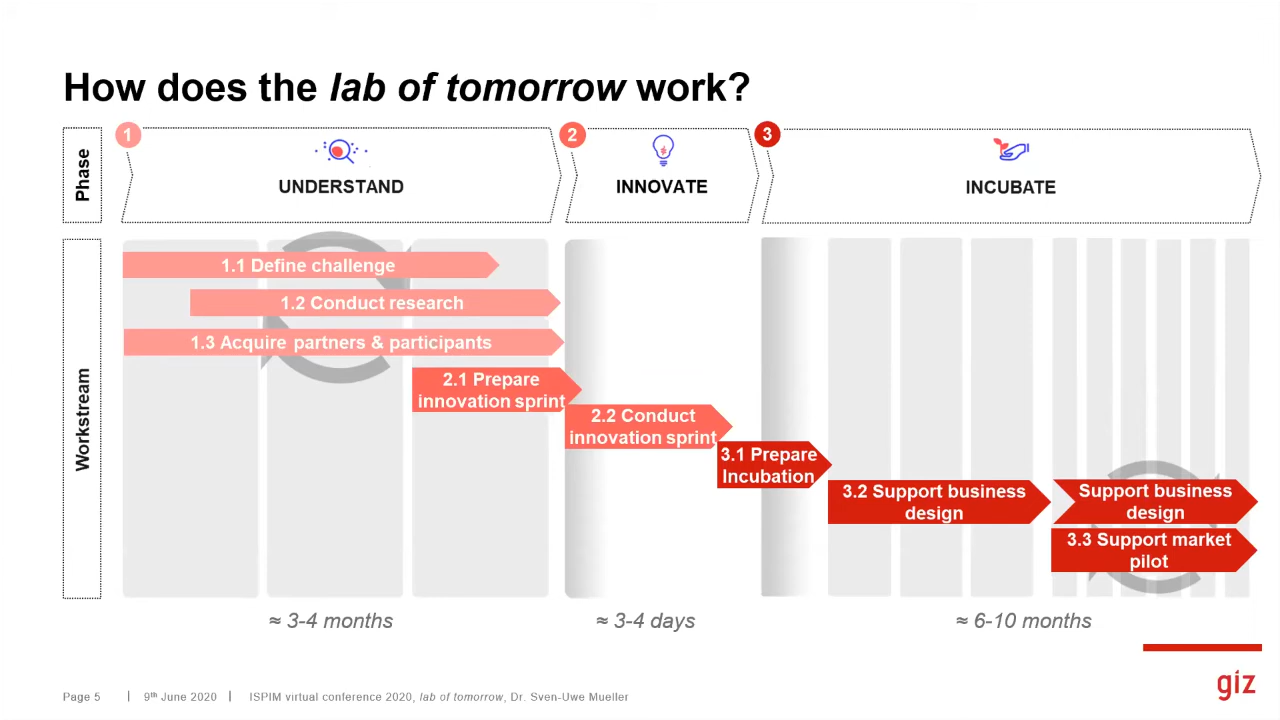 How does the lab of tomorrow work?
Phase
1
UNDERSTAND
2
INNOVATE
3
INCUBATE
Workstream
1.1 Define challenge
1.2 Conduct research
1.3 Acquire partners & participants
2.1 Prepare
innovation sprint
2.2 Conduct
innovation sprint
3.1 Prepare
Incubation
3.2 Support business
design
Support business
design
3.3 Support market
pilot
≈ 3-4 months
≈ 3-4 days
≈ 6-10 months
Page 5 | 9th June 2020 | ISPIM virtual conference 2020, lab of tomorrow, Dr. Sven-Uwe Mueller
giz